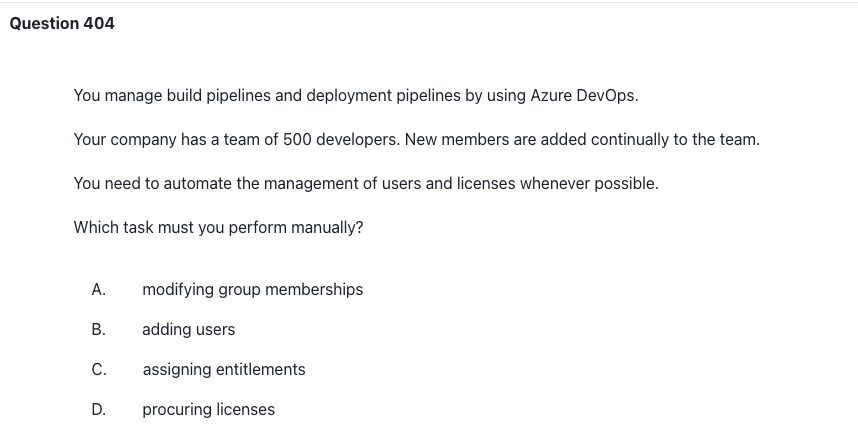 Question 404
You manage build pipelines and deployment pipelines by using Azure DevOps.
Your company has a team of 500 developers. New members are added continually to the team.
You need to automate the management of users and licenses whenever possible.
Which task must you perform manually?
A. modifying group memberships
B. adding users
C. assigning entitlements
D. procuring licenses